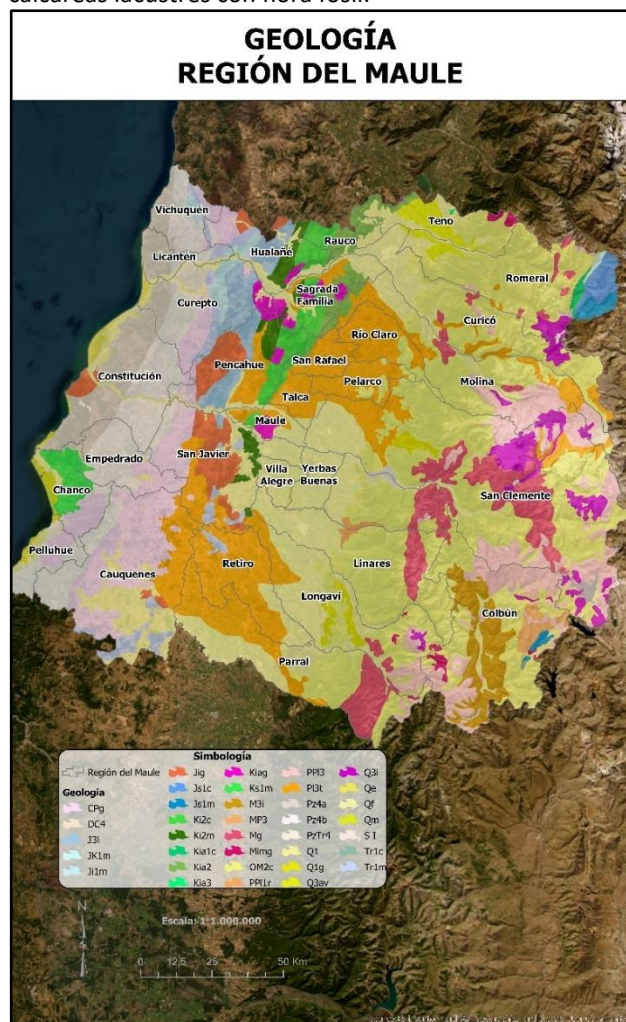 GEOLOGÍA
REGIÓN DEL MAULE
Vichuquén
Teno
Hualañé
Rauco
Licantén
Romeral
Sagrada
Familia
Curepto
Curicó
Río Claro
San Rafael
Constitución
Pencahue
Pelarco
Molina
Talca
Maule
Empedrado
San Javier
Villa
Alegre
Yerbas
Buenas
San Clemente
Chanco
Pelluhue
Retiro
Linares
Cauquenes
Longaví
Colbún
Parral
Simbología
Región del Maule
Geología
CPg
DC4
J3i
JK1m
Ji1m
Jig
Js1c
Js1m
Ki2c
Ki2m
Kia1c
Kia2
Kia3
Kiag
Ks1m
M3i
MP3
Mg
Mimg
OM2c
PPl1r
PPl3
Pl3t
Pz4a
Pz4b
PzTr4
Q1
Q1g
Q3av
Q3i
Qe
Qf
Qm
S I
Tr1c
Tr1m
N
Escala: 1:1.000.000
0 12,5 25 50 Km